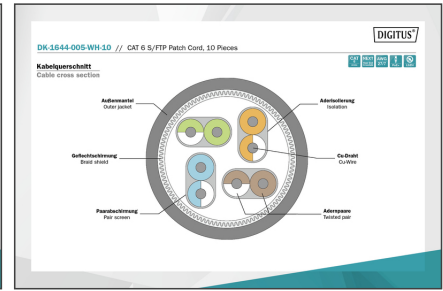 DIGITUS®
DK-1644-005-WH-10 // CAT 6 S/FTP Patch Cord, 10 Pieces
Kabelquerschnitt
Cable cross section
Außenmantel
Outer jacket
Aderisolierung
Isolation
Geflechtschirmung
Braid shield
Cu-Draht
Cu-Wire
Paarabschirmung
Pair screen
Adernpaare
Twisted pair